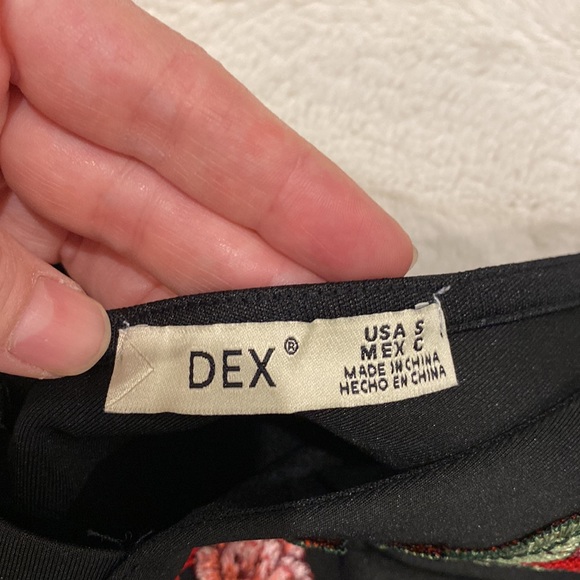 DEX®
USA S
MEX C
MADE IN CHINA
HECHO EN CHINA